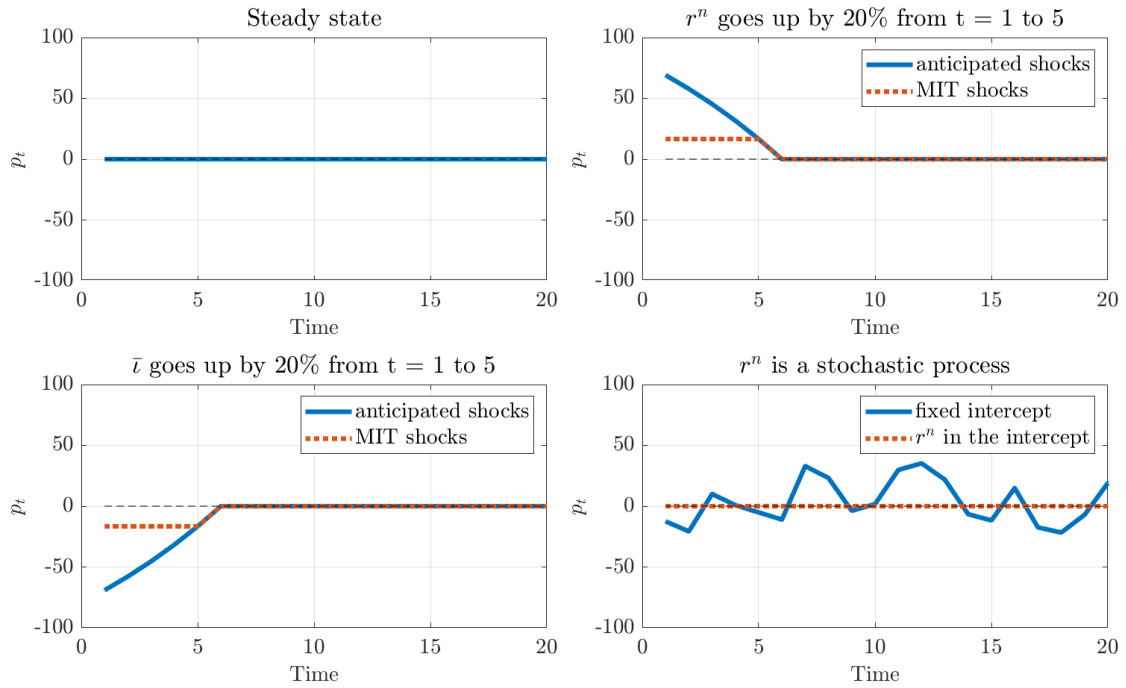 Steady state
100
50
0
-50
-100
p_t
0
5
10
15
20
Time
r^n goes up by 20% from t = 1 to 5
anticipated shocks
MIT shocks
100
50
0
-50
-100
p_t
0
5
10
15
20
Time
ῑ goes up by 20% from t = 1 to 5
anticipated shocks
MIT shocks
100
50
0
-50
-100
p_t
0
5
10
15
20
Time
r^n is a stochastic process
fixed intercept
r^n in the intercept
100
50
0
-50
-100
p_t
0
5
10
15
20
Time